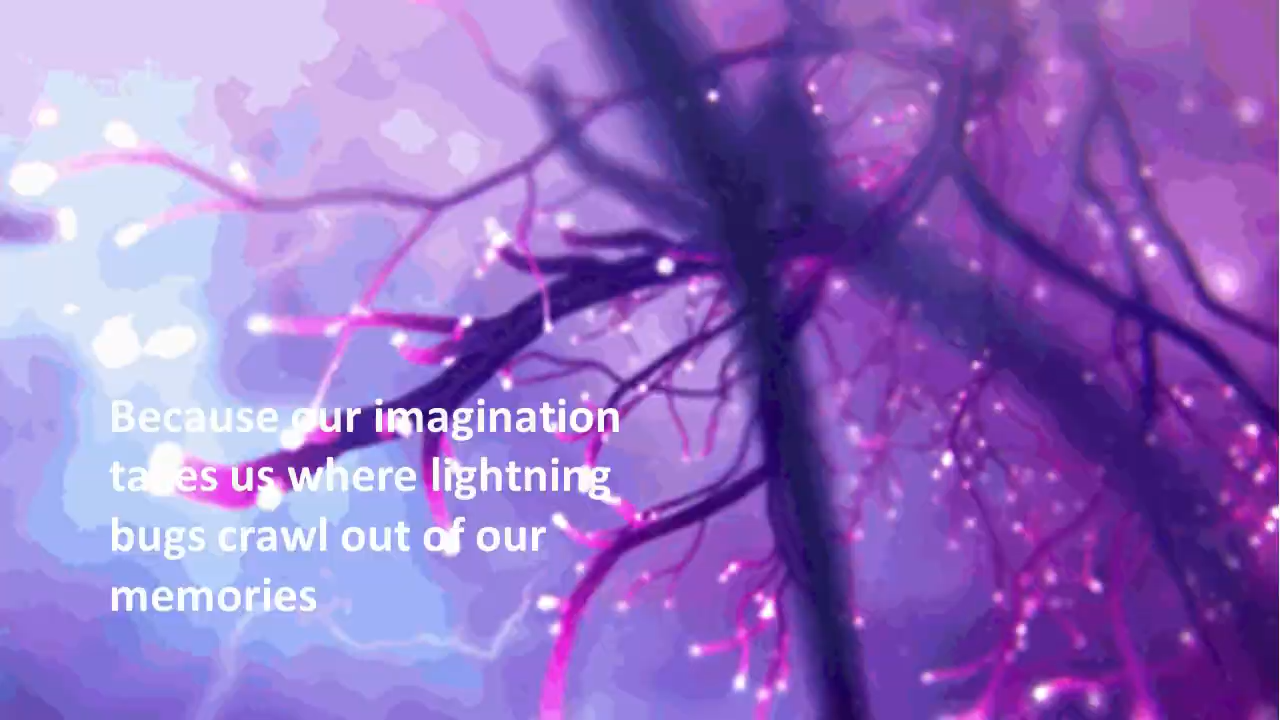 Because our imagination
takes us where lightning
bugs crawl out of our
memories